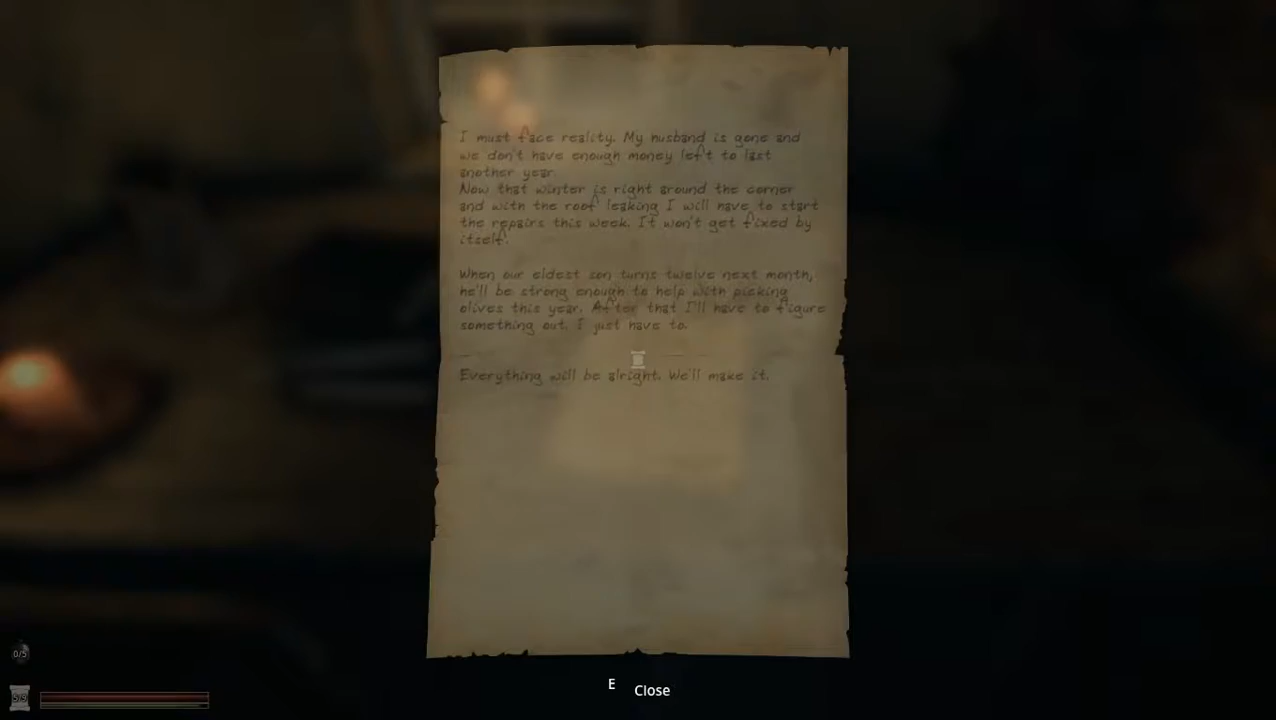 I must face reality. My husband is gone and
we don't have enough money left to last
another year.
Now that winter is right around the corner
and with the roof leaking I will have to start
the repairs this week. It won't get fixed by
itself.
When our eldest son turns twelve next month,
he'll be strong enough to help with picking
olives this year. After that I'll have to figure
something out. I just have to.
Everything will be alright. We'll make it.
0/5
E Close